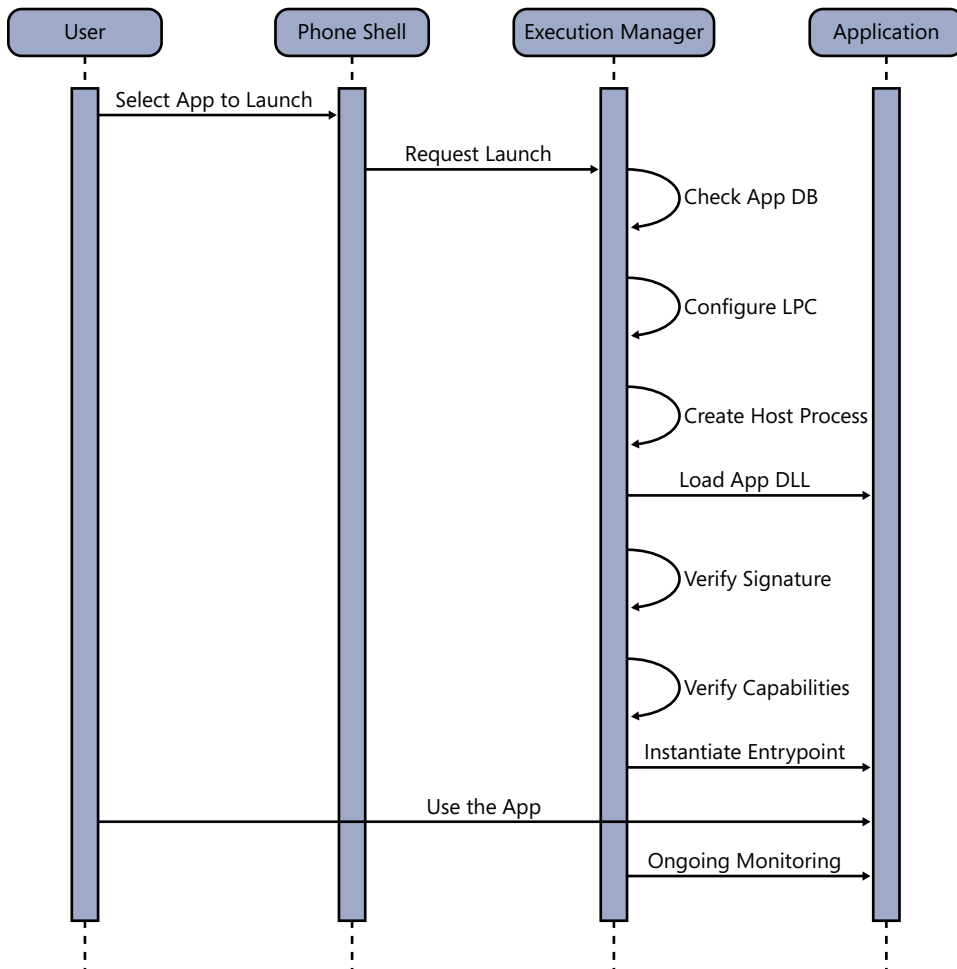 User
Phone Shell
Execution Manager
Application
Select App to Launch
Request Launch
Check App DB
Configure LPC
Create Host Process
Load App DLL
Verify Signature
Verify Capabilities
Instantiate Entrypoint
Use the App
Ongoing Monitoring